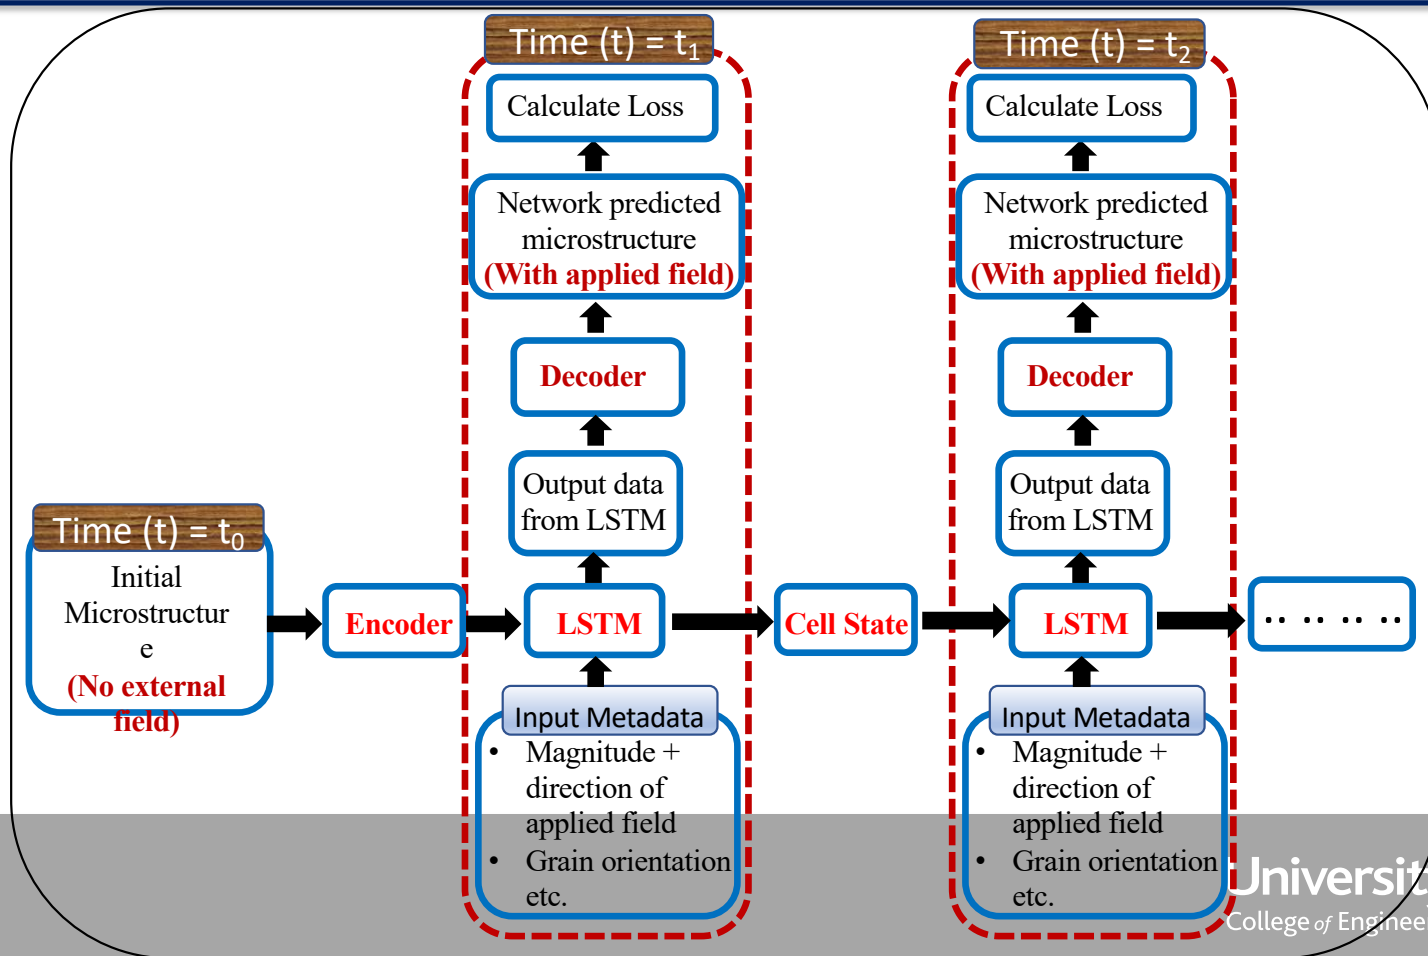 Time (t) = t0
Initial
Microstructur
e
(No external
field)
Encoder
Time (t) = t1
Calculate Loss
Network predicted
microstructure
(With applied field)
Decoder
Output data
from LSTM
LSTM
Input Metadata
• Magnitude +
direction of
applied field
• Grain orientation
etc.
Cell State
Time (t) = t2
Calculate Loss
Network predicted
microstructure
(With applied field)
Decoder
Output data
from LSTM
LSTM
Input Metadata
• Magnitude +
direction of
applied field
• Grain orientation
etc.
.. .. .. ..
Universit
College of Engineer